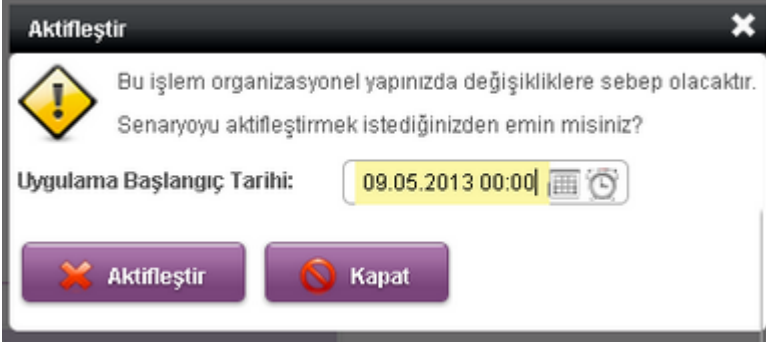 Aktifleştir
Bu işlem organizasyonel yapınızda değişikliklere sebep olacaktır.
Senaryoyu aktifleştirmek istediğinizden emin misiniz?
Uygulama Başlangıç Tarihi: 09.05.2013 00:00
Aktifleştir Kapat